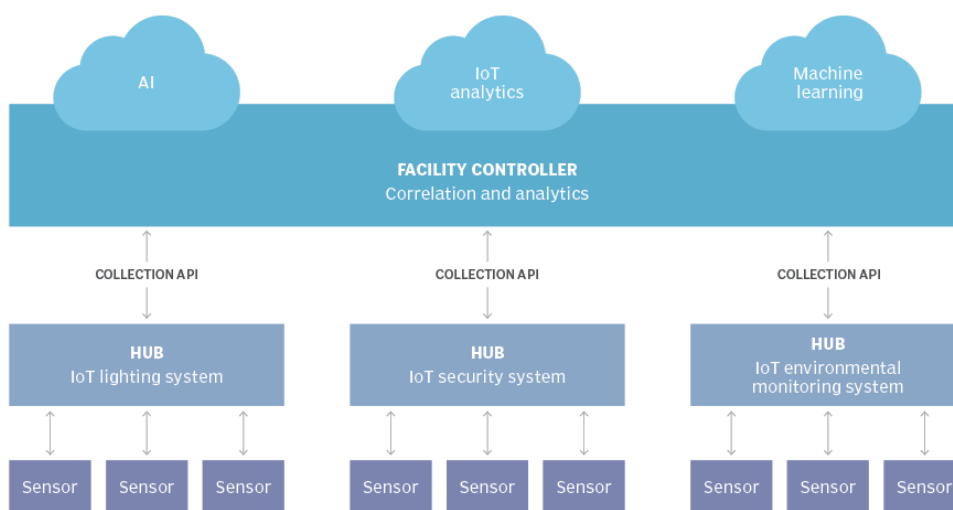 AI
IoT
analytics
Machine
learning
FACILITY CONTROLLER
Correlation and analytics
COLLECTION API
COLLECTION API
COLLECTION API
HUB
IoT lighting system
HUB
IoT security system
HUB
IoT environmental
monitoring system
Sensor
Sensor
Sensor
Sensor
Sensor
Sensor
Sensor
Sensor
Sensor